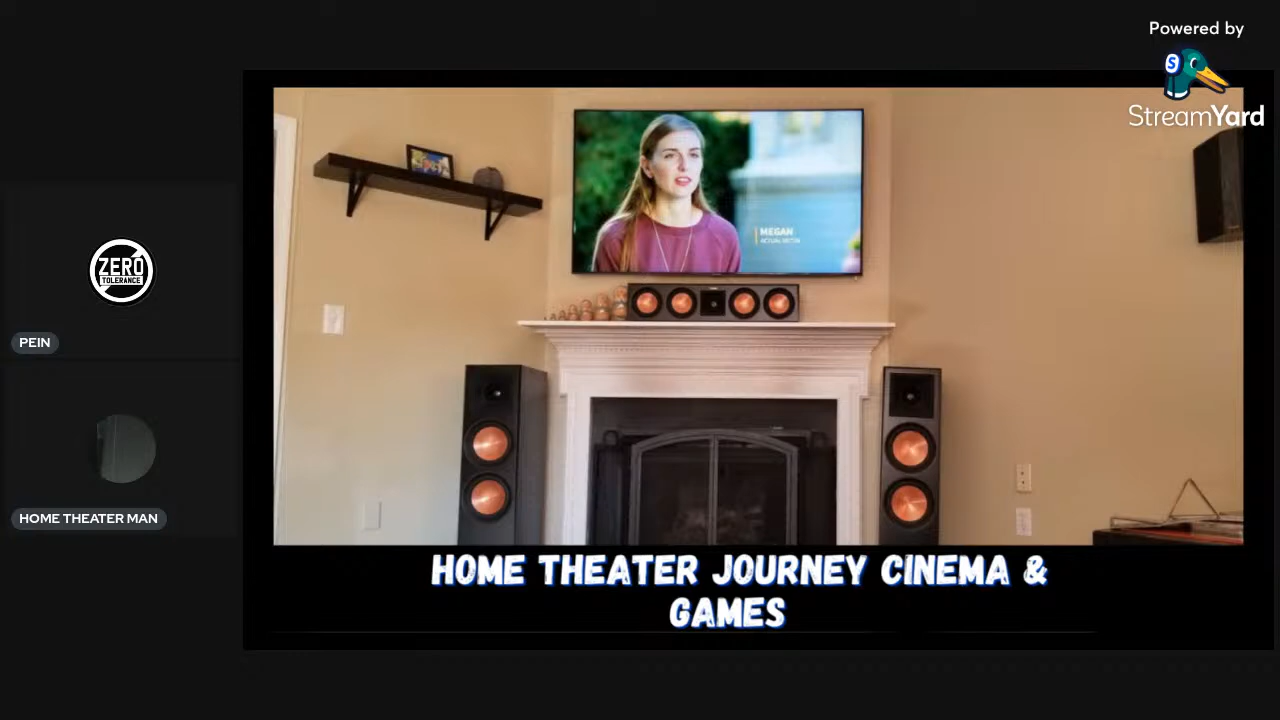 Powered by
S
StreamYard
ZERO
TOLERANCE
PEIN
HOME THEATER MAN
MEGAN
HOME THEATER JOURNEY CINEMA &
GAMES